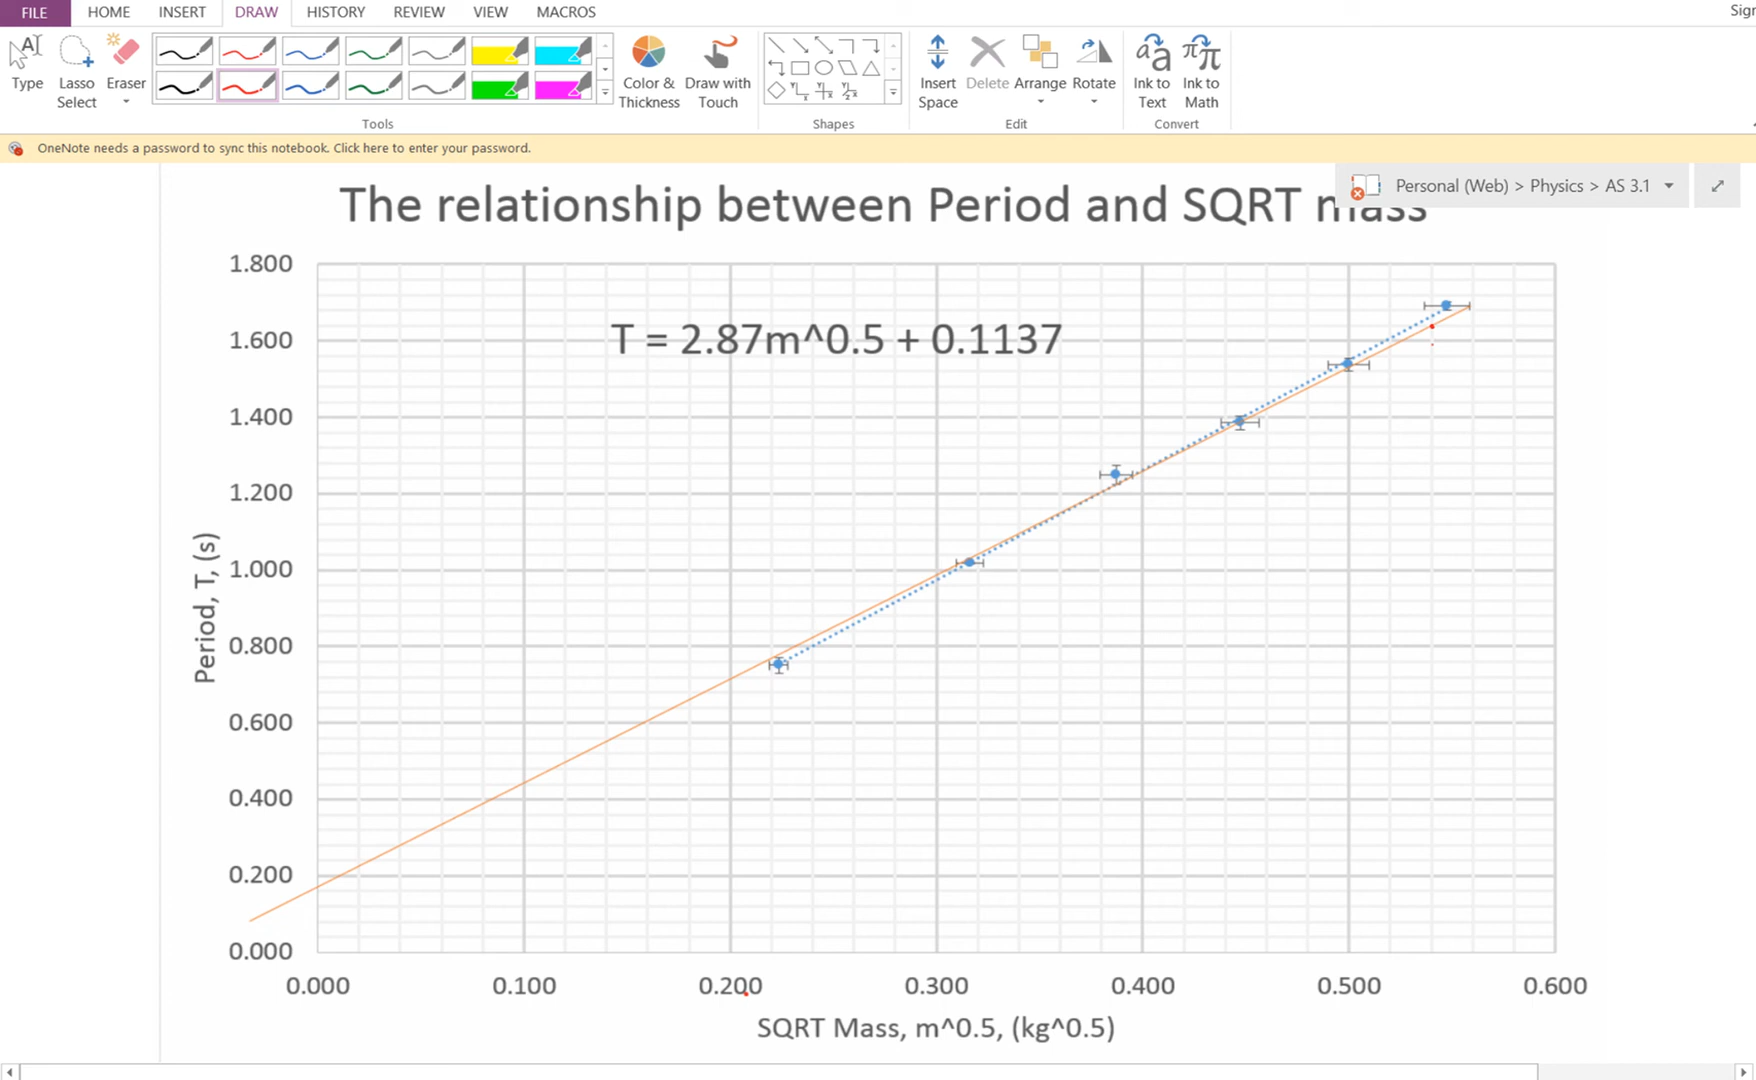 FILE HOME INSERT DRAW HISTORY REVIEW VIEW MACROS
Type Lasso Select Eraser Color & Thickness Draw with Touch Insert Space Delete Arrange Rotate Ink to Text Ink to Math
Tools Shapes Edit Convert
OneNote needs a password to sync this notebook. Click here to enter your password.
Personal (Web) > Physics > AS 3.1
The relationship between Period and SQRT mass
T = 2.87m^0.5 + 0.1137
Period, T, (s)
1.800
1.600
1.400
1.200
1.000
0.800
0.600
0.400
0.200
0.000
0.000 0.100 0.200 0.300 0.400 0.500 0.600
SQRT Mass, m^0.5, (kg^0.5)